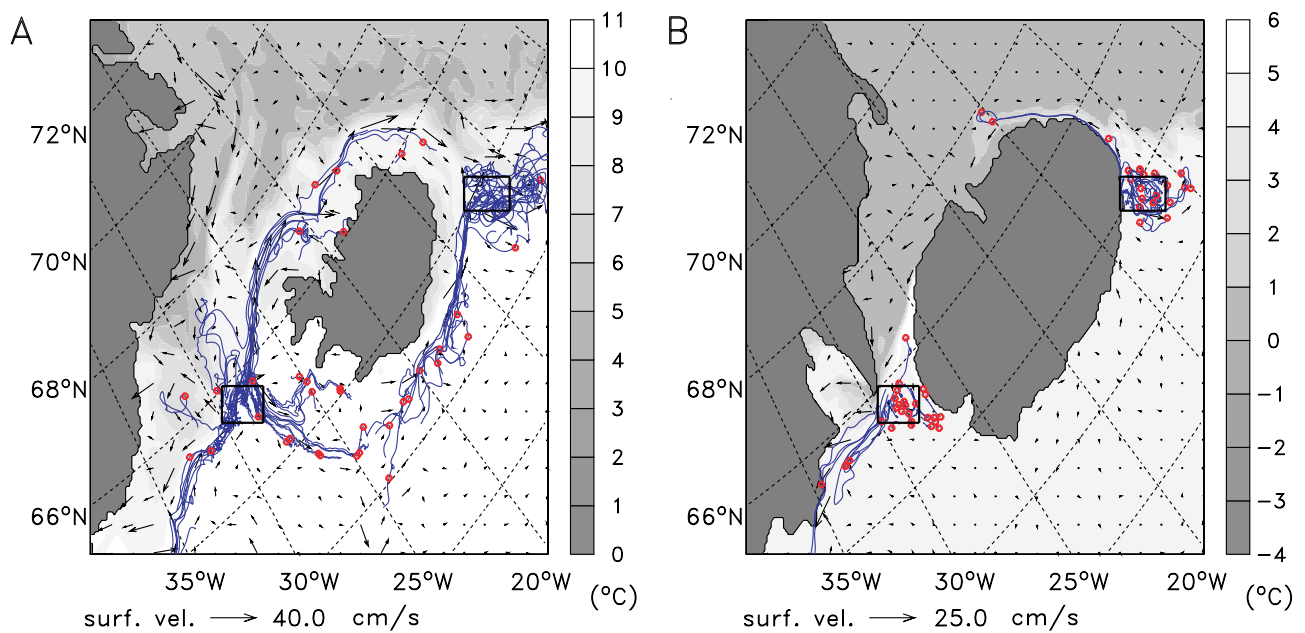 A
72°N
70°N
68°N
66°N
35°W 30°W 25°W 20°W
11
10
9
8
7
6
5
4
3
2
1
0
(°C)
surf. vel. 40.0 cm/s
B
72°N
70°N
68°N
66°N
35°W 30°W 25°W 20°W
6
5
4
3
2
1
0
−1
−2
−3
−4
(°C)
surf. vel. 25.0 cm/s